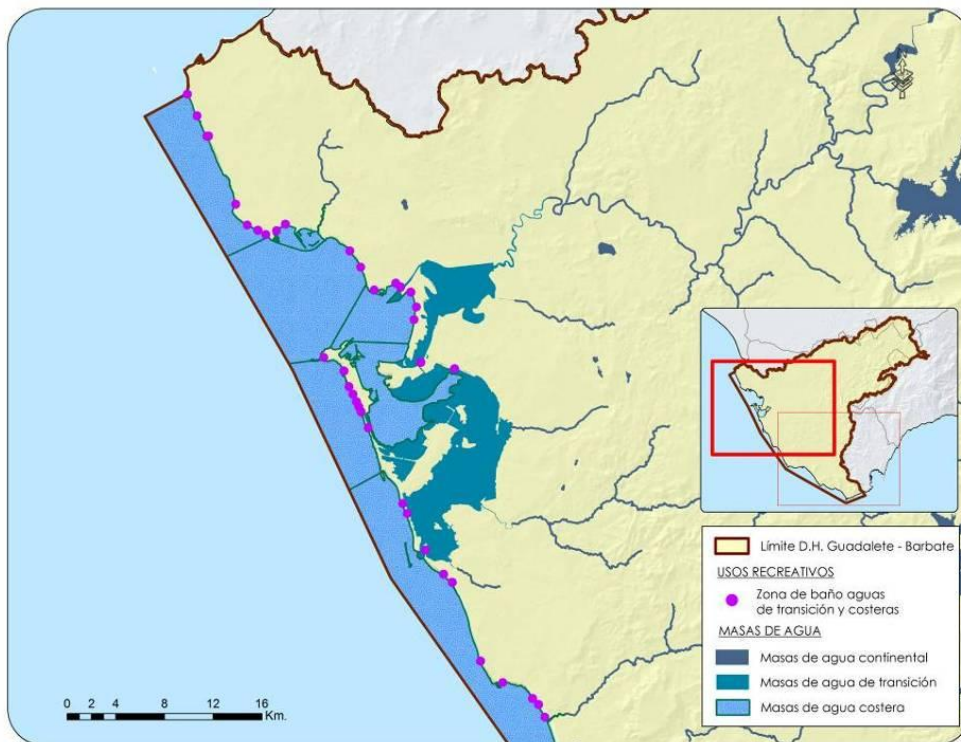 Límite D.H. Guadalete - Barbate
USOS RECREATIVOS
Zona de baño aguas
de transición y costeras
MASAS DE AGUA
Masas de agua continental
Masas de agua de transición
Masas de agua costera
0 2 4 8 12 16
Km.